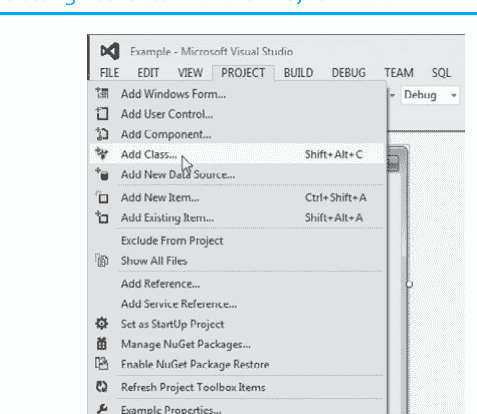 Example - Microsoft Visual Studio
FILE EDIT VIEW PROJECT BUILD DEBUG TEAM SQL
Add Windows Form...
Debug
Add User Control...
Add Component...
Add Class... Shift+Alt+C
Add New Data Source...
Add New Item... Ctrl+Shift+A
Add Existing Item... Shift+Alt+A
Exclude From Project
Show All Files
Add Reference...
Add Service Reference...
Set as StartUp Project
Manage NuGet Packages...
Enable NuGet Package Restore
Refresh Project Toolbox Items
Example Properties...